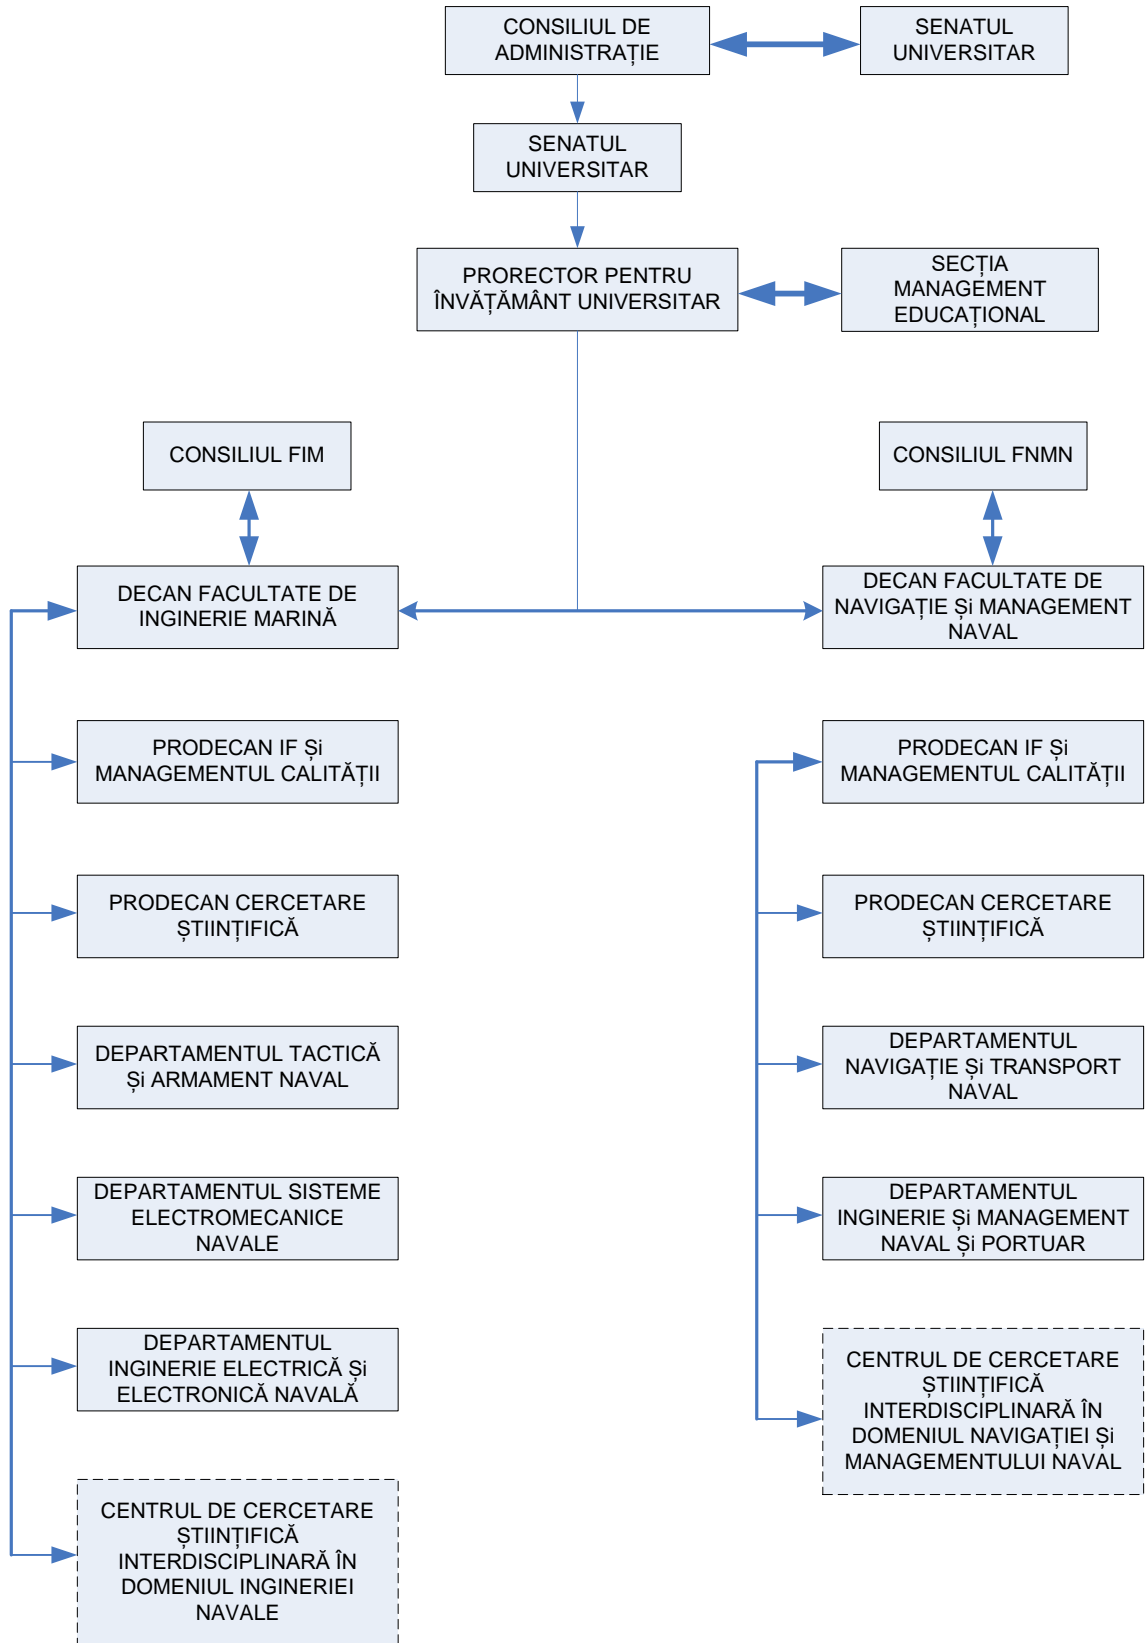 CONSILIUL DE
ADMINISTRAȚIE
SENATUL
UNIVERSITAR
SENATUL
UNIVERSITAR
PRORECTOR PENTRU
ÎNVĂȚĂMÂNT UNIVERSITAR
SECȚIA
MANAGEMENT
EDUCAȚIONAL
CONSILIUL FIM
CONSILIUL FNMN
DECAN FACULTATE DE
INGINERIE MARINĂ
DECAN FACULTATE DE
NAVIGAȚIE Și MANAGEMENT
NAVAL
PRODECAN IF Și
MANAGEMENTUL CALITĂȚII
PRODECAN IF Și
MANAGEMENTUL CALITĂȚII
PRODECAN CERCETARE
ȘTIINȚIFICĂ
PRODECAN CERCETARE
ȘTIINȚIFICĂ
DEPARTAMENTUL TACTICĂ
Și ARMAMENT NAVAL
DEPARTAMENTUL
NAVIGAȚIE Și TRANSPORT
NAVAL
DEPARTAMENTUL SISTEME
ELECTROMECANICE
NAVALE
DEPARTAMENTUL
INGINERIE Și MANAGEMENT
NAVAL Și PORTUAR
DEPARTAMENTUL
INGINERIE ELECTRICĂ Și
ELECTRONICĂ NAVALĂ
CENTRUL DE CERCETARE
ȘTIINȚIFICĂ
INTERDISCIPLINARĂ ÎN
DOMENIUL NAVIGAȚIEI Și
MANAGEMENTULUI NAVAL
CENTRUL DE CERCETARE
ȘTIINȚIFICĂ
INTERDISCIPLINARĂ ÎN
DOMENIUL INGINERIEI
NAVALE